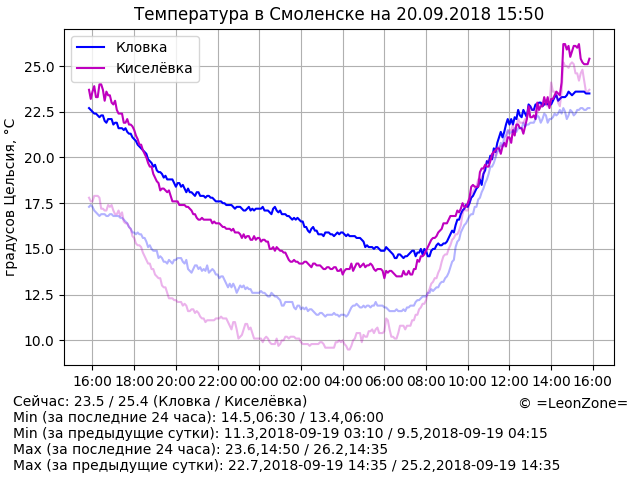 Температура в Смоленске на 20.09.2018 15:50
Кловка
Киселёвка
градусов Цельсия, °C
25.0
22.5
20.0
17.5
15.0
12.5
10.0
16:00 18:00 20:00 22:00 00:00 02:00 04:00 06:00 08:00 10:00 12:00 14:00 16:00
Сейчас: 23.5 / 25.4 (Кловка / Киселёвка)
© =LeonZone=
Min (за последние 24 часа): 14.5,06:30 / 13.4,06:00
Min (за предыдущие сутки): 11.3,2018-09-19 03:10 / 9.5,2018-09-19 04:15
Max (за последние 24 часа): 23.6,14:50 / 26.2,14:35
Max (за предыдущие сутки): 22.7,2018-09-19 14:35 / 25.2,2018-09-19 14:35